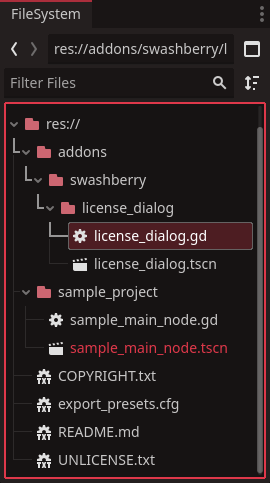 FileSystem
res://addons/swashberry/l
Filter Files
res://
addons
swashberry
license_dialog
license_dialog.gd
license_dialog.tscn
sample_project
sample_main_node.gd
sample_main_node.tscn
COPYRIGHT.txt
export_presets.cfg
README.md
UNLICENSE.txt